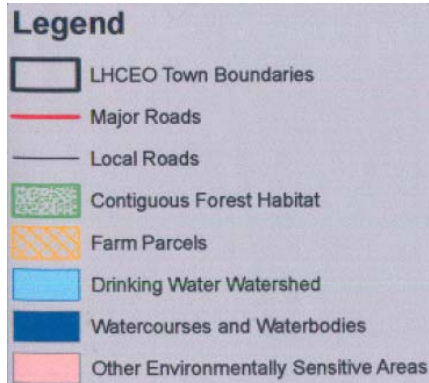 Legend
LHCEO Town Boundaries
Major Roads
Local Roads
Contiguous Forest Habitat
Farm Parcels
Drinking Water Watershed
Watercourses and Waterbodies
Other Environmentally Sensitive Areas